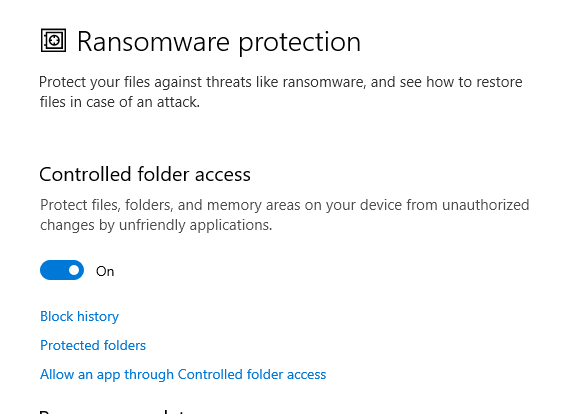 Ransomware protection
Protect your files against threats like ransomware, and see how to restore
files in case of an attack.
Controlled folder access
Protect files, folders, and memory areas on your device from unauthorized
changes by unfriendly applications.
On
Block history
Protected folders
Allow an app through Controlled folder access